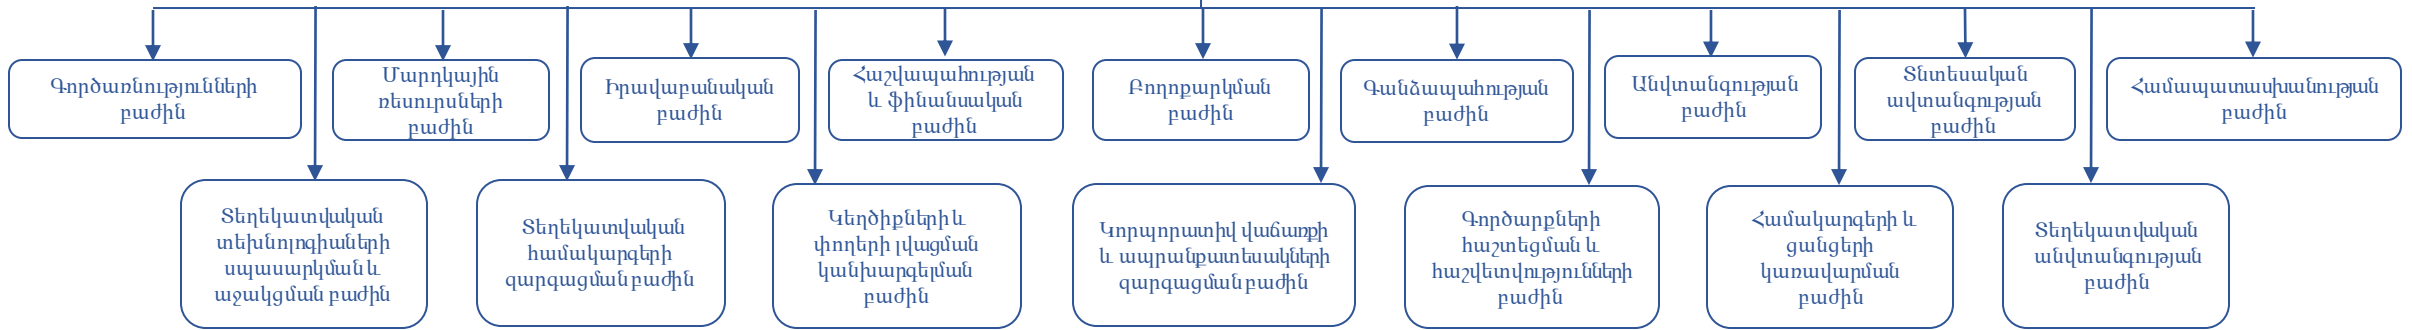 Գործառնությունների
բաժին
Մարդկային
ռեսուրսների
բաժին
Իրավաբանական
բաժին
Հաշվապահության
և ֆինանսական
բաժին
Բողոքարկման
բաժին
Գանձապահության
բաժին
Անվտանգության
բաժին
Տնտեսական
ավտանգության
բաժին
Համապատասխանության
բաժին
Տեղեկատվական
տեխնոլոգիաների
սպասարկման և
աջակցման բաժին
Տեղեկատվական
համակարգերի
զարգացման բաժին
Կեղծիքների և
փողերի լվացման
կանխարգելման
բաժին
Կորպորատիվ վաճառքի
և ապրանքատեսակների
զարգացման բաժին
Գործարքների
հաշտեցման և
հաշվետվությունների
բաժին
Համակարգերի և
ցանցերի
կառավարման
բաժին
Տեղեկատվական
անվտանգության
բաժին